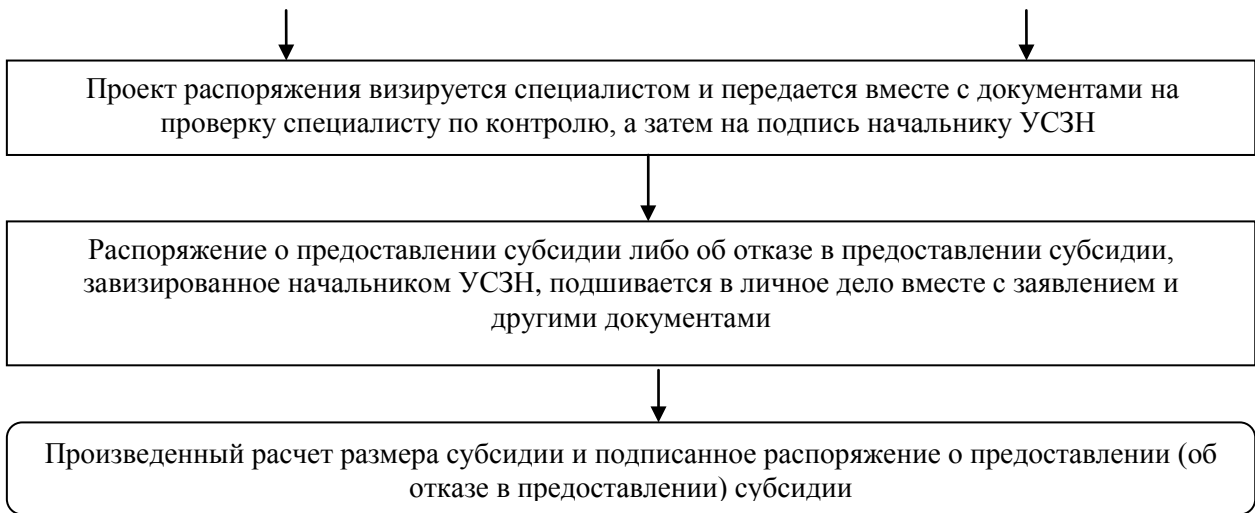 Проект распоряжения визируется специалистом и передается вместе с документами на
проверку специалисту по контролю, а затем на подпись начальнику УСЗН
Распоряжение о предоставлении субсидии либо об отказе в предоставлении субсидии,
завизированное начальником УСЗН, подшивается в личное дело вместе с заявлением и
другими документами
Произведенный расчет размера субсидии и подписанное распоряжение о предоставлении (об
отказе в предоставлении) субсидии